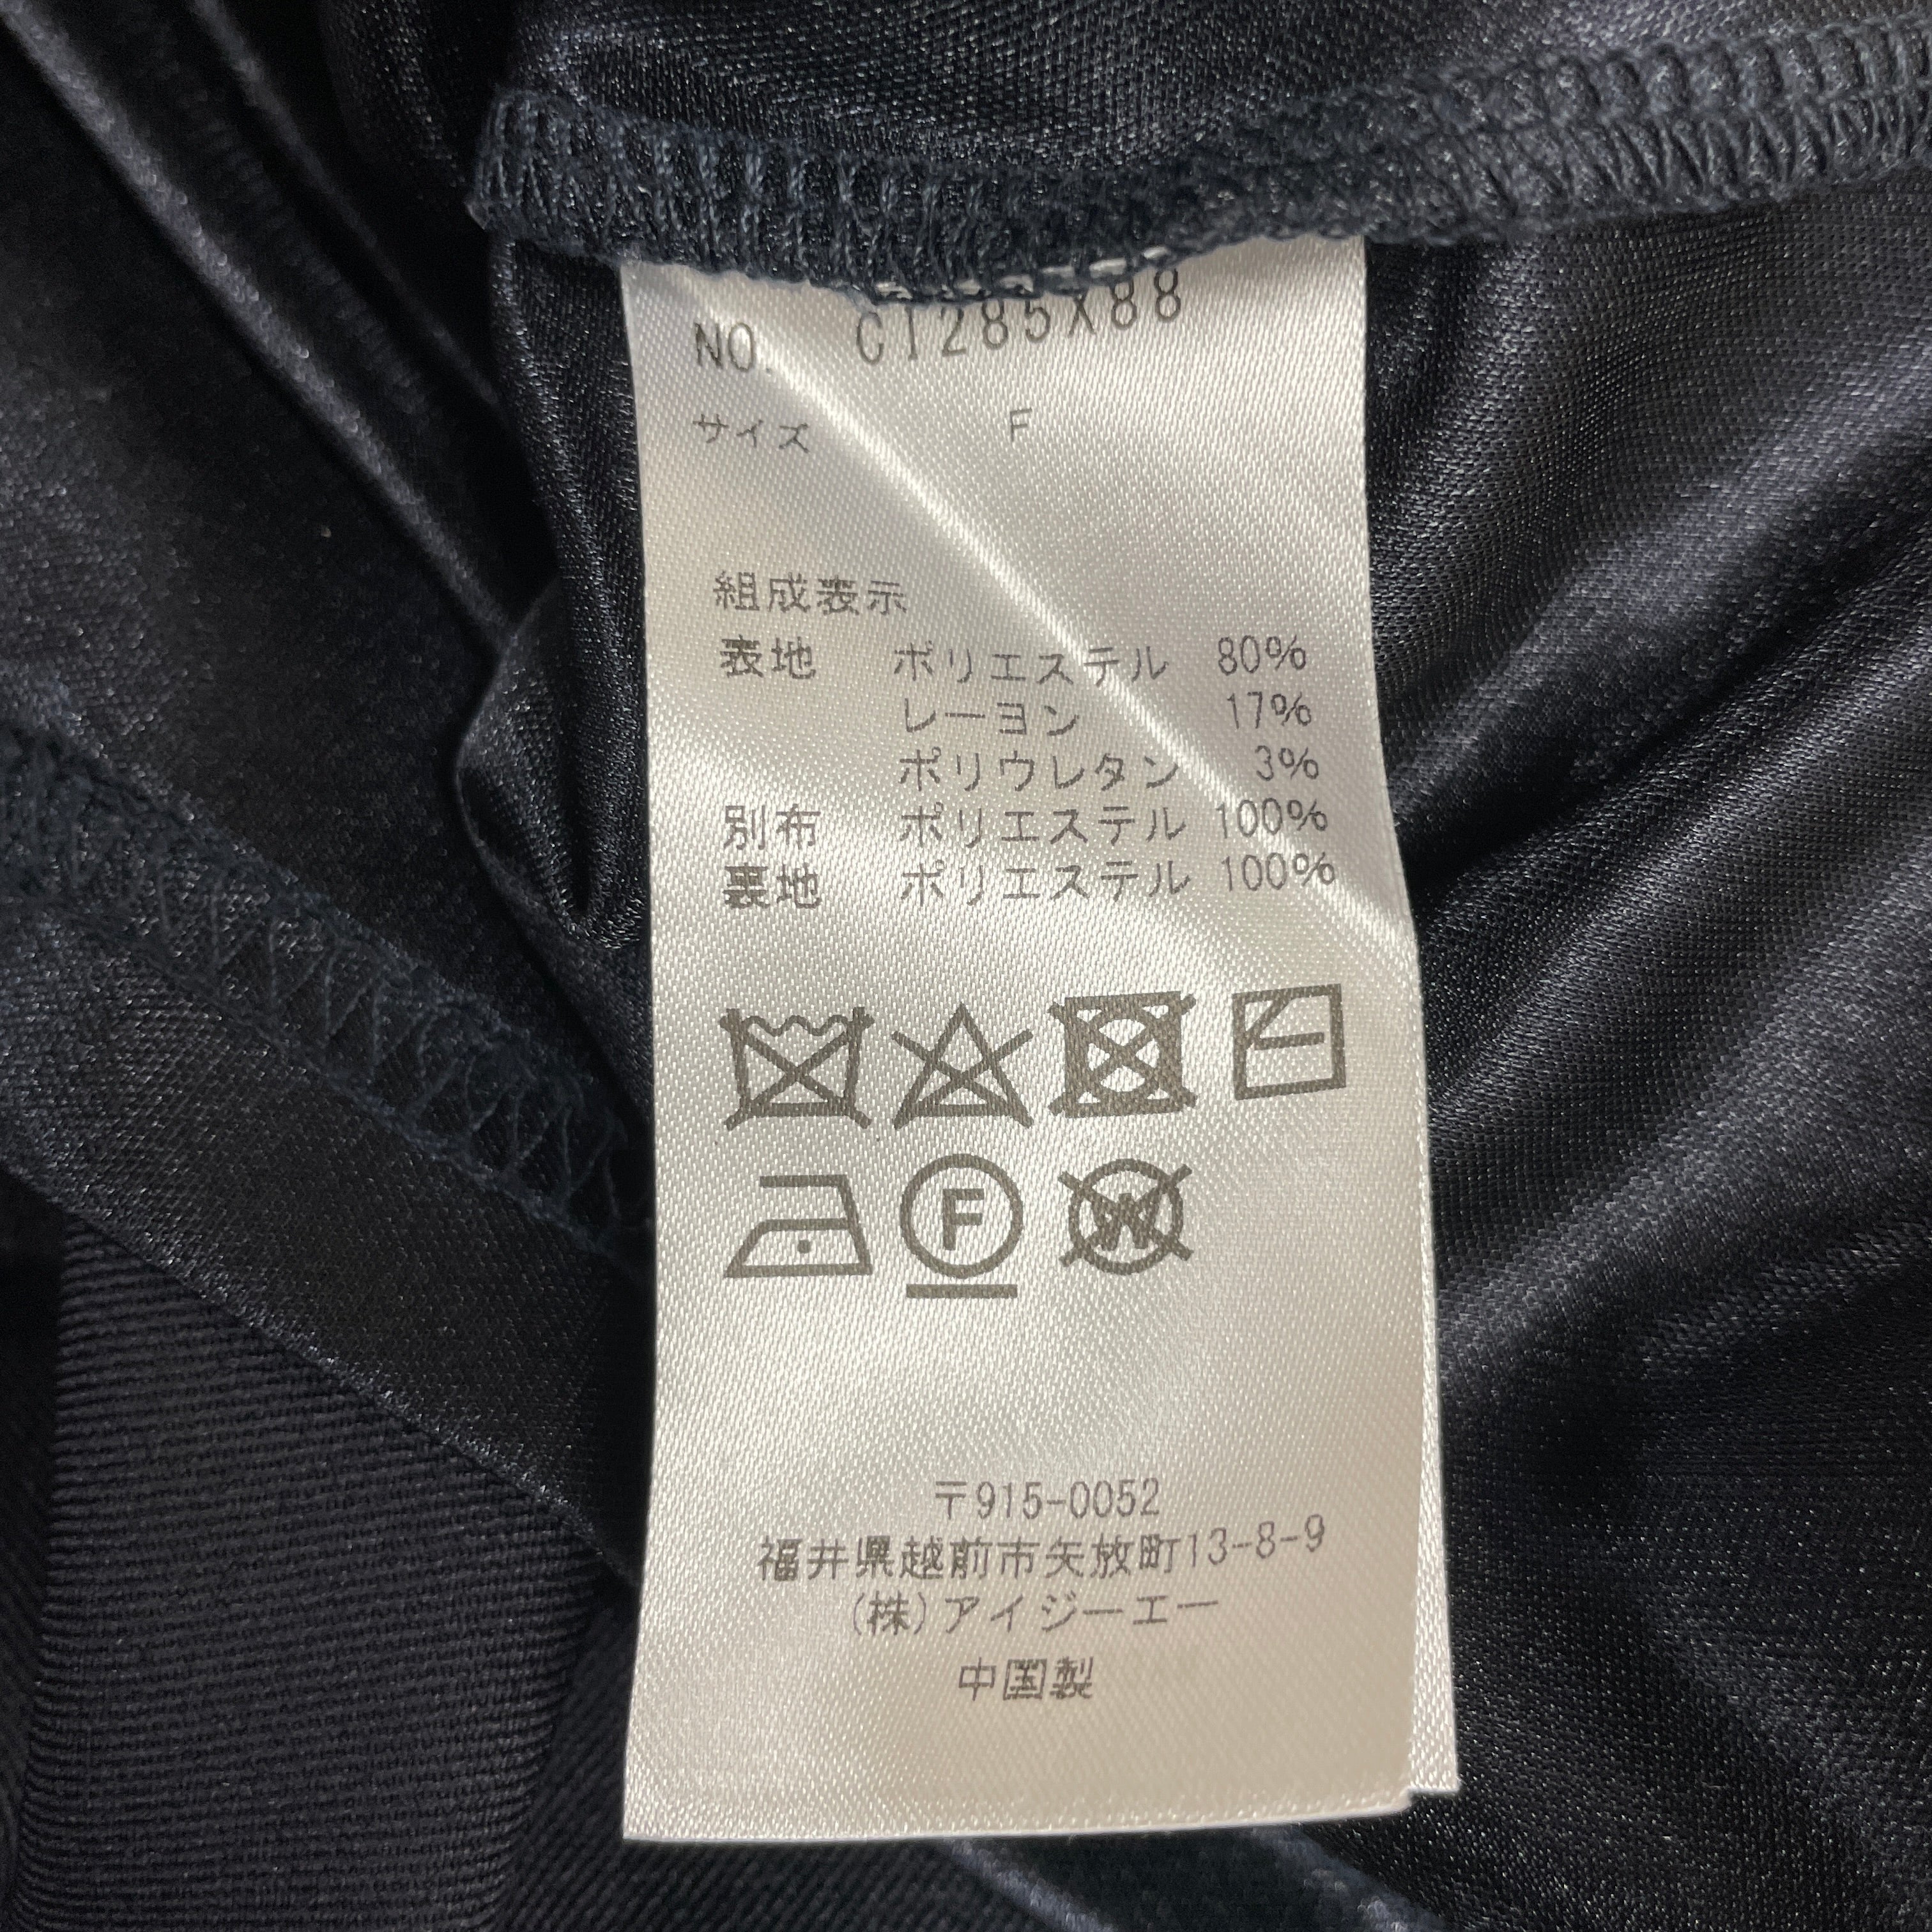 NO. CT285X88
サイズ F
組成表示
表地 ポリエステル 80%
レーヨン 17%
ポリウレタン 3%
別布 ポリエステル 100%
裏地 ポリエステル 100%
F
W
〒915-0052
福井県越前市矢放町13-8-9
(株)アイジーエー
中国製